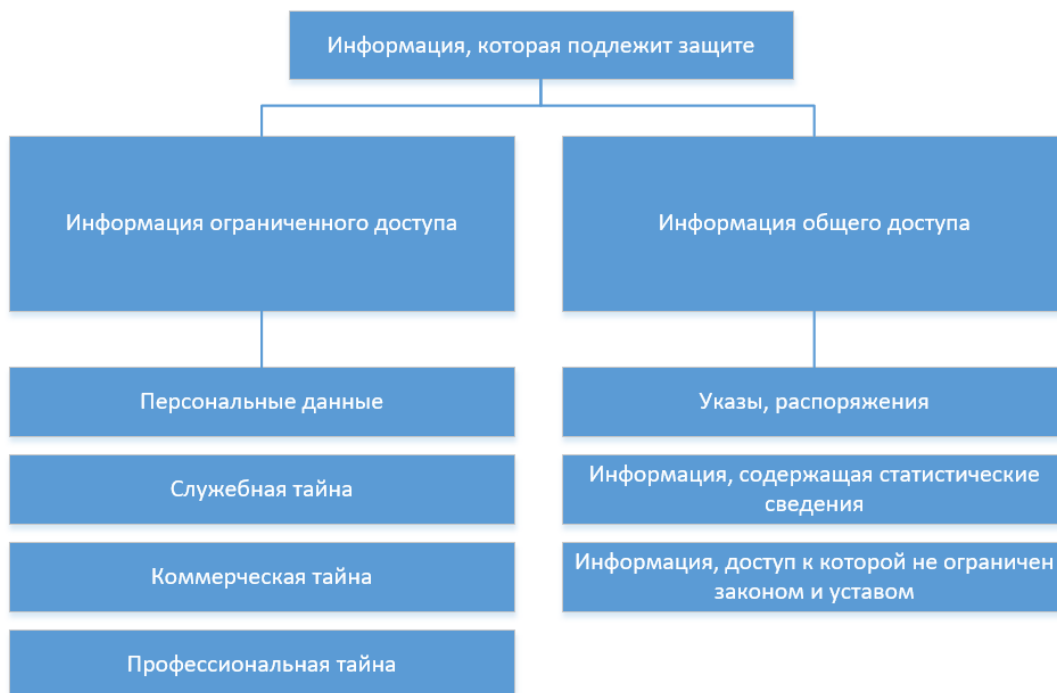 Информация, которая подлежит защите
Информация ограниченного доступа
Информация общего доступа
Персональные данные
Указы, распоряжения
Служебная тайна
Информация, содержащая статистические
сведения
Коммерческая тайна
Информация, доступ к которой не ограничен
законом и уставом
Профессиональная тайна